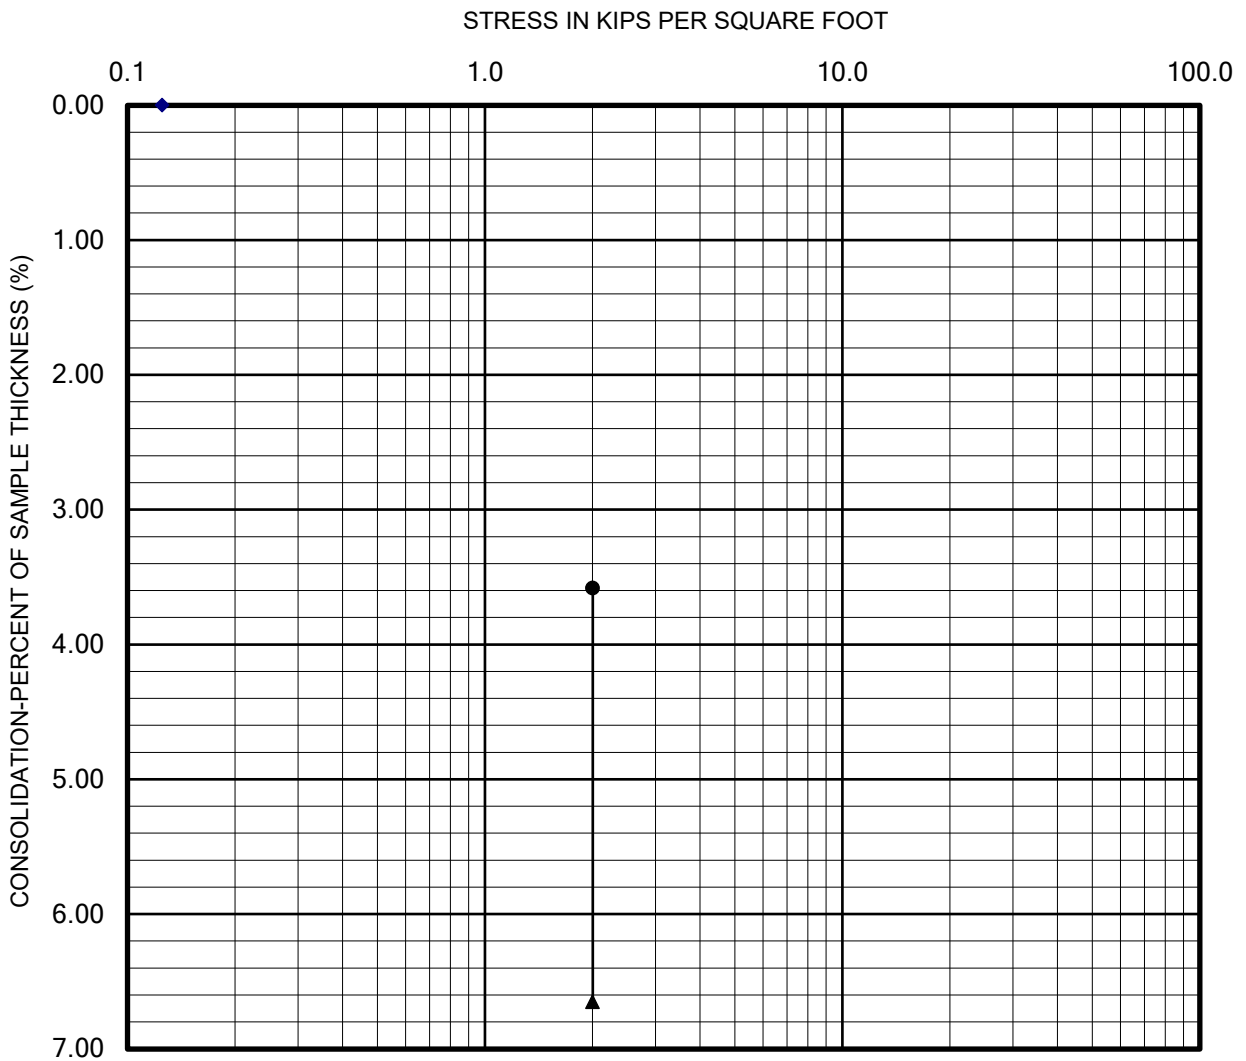 STRESS IN KIPS PER SQUARE FOOT
0.1 1.0 10.0 100.0
0.00
1.00
2.00
3.00
4.00
5.00
6.00
7.00
CONSOLIDATION-PERCENT OF SAMPLE THICKNESS (%)